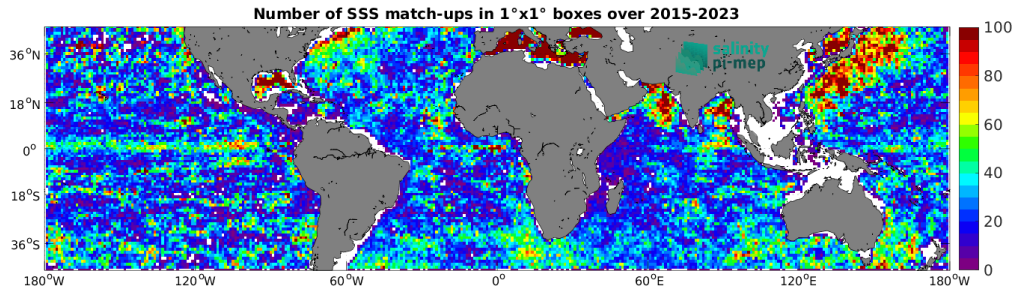 Number of SSS match-ups in 1°x1° boxes over 2015-2023
salinity
pi-mep
36°N
18°N
0°
18°S
36°S
180°W
120°W
60°W
0°
60°E
120°E
180°W
100
80
60
40
20
0